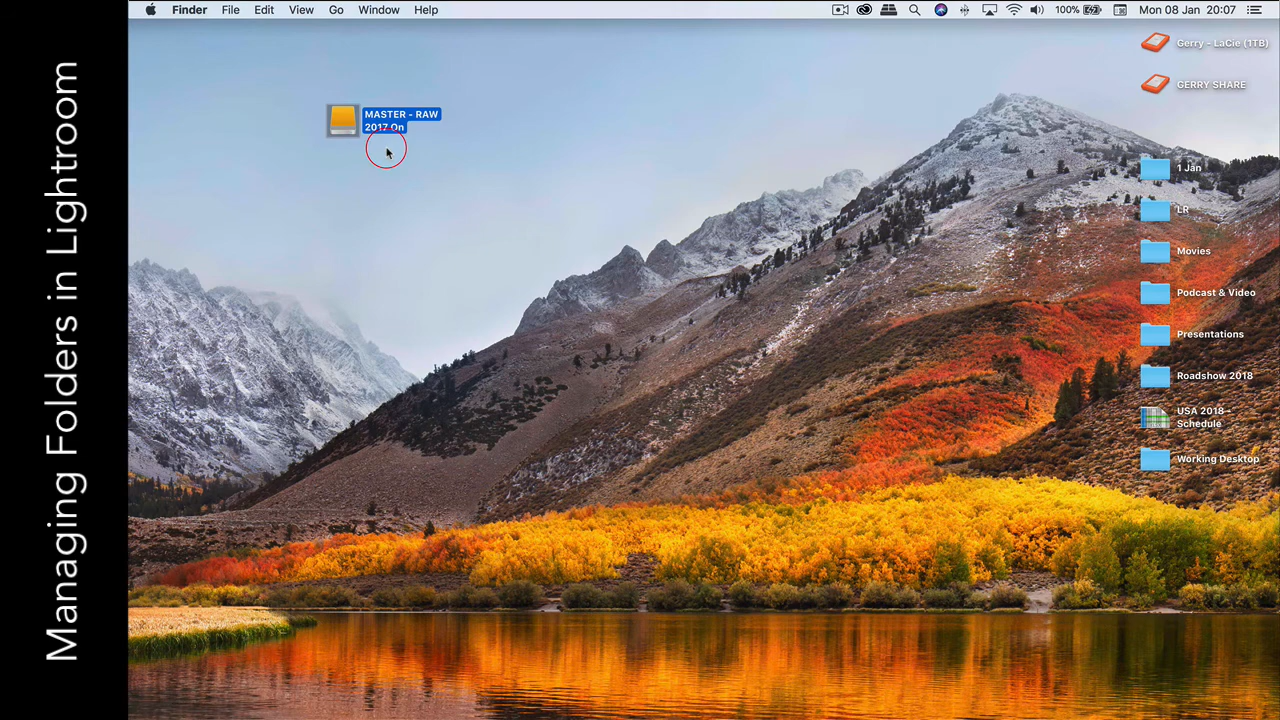 Managing Folders in Lightroom
Finder File Edit View Go Window Help
100% Mon 08 Jan 20:07
Gerry - LaCie (1TB)
GERRY SHARE
MASTER - RAW
2017 On
1 Jan
LR
Movies
Podcast & Video
Presentations
Roadshow 2018
USA 2018 -
Schedule
Working Desktop